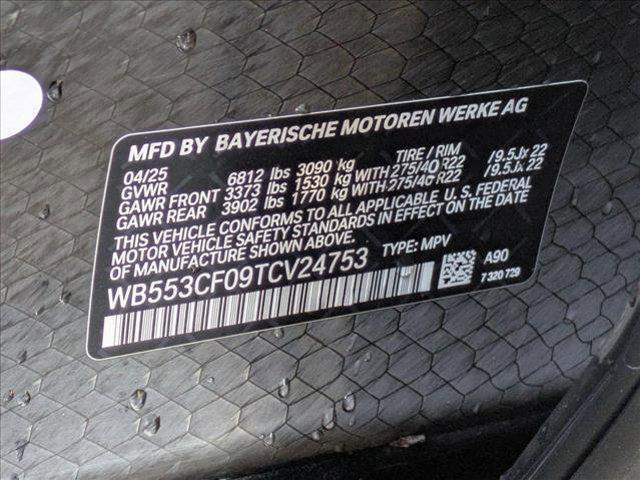 MFD BY BAYERISCHE MOTOREN WERKE AG
04/25 TIRE / RIM
GVWR 6812 lbs 3090 kg
GAWR FRONT 3373 lbs 1530 kg WITH 275/40 R22 /9.5Jx 22
GAWR REAR 3902 lbs 1770 kg WITH 275/40 R22 /9.5Jx 22
THIS VEHICLE CONFORMS TO ALL APPLICABLE U.S. FEDERAL
MOTOR VEHICLE SAFETY STANDARDS IN EFFECT ON THE DATE
OF MANUFACTURE SHOWN ABOVE.
WB553CF09TCV24753 TYPE: MPV
A90
7 320 729